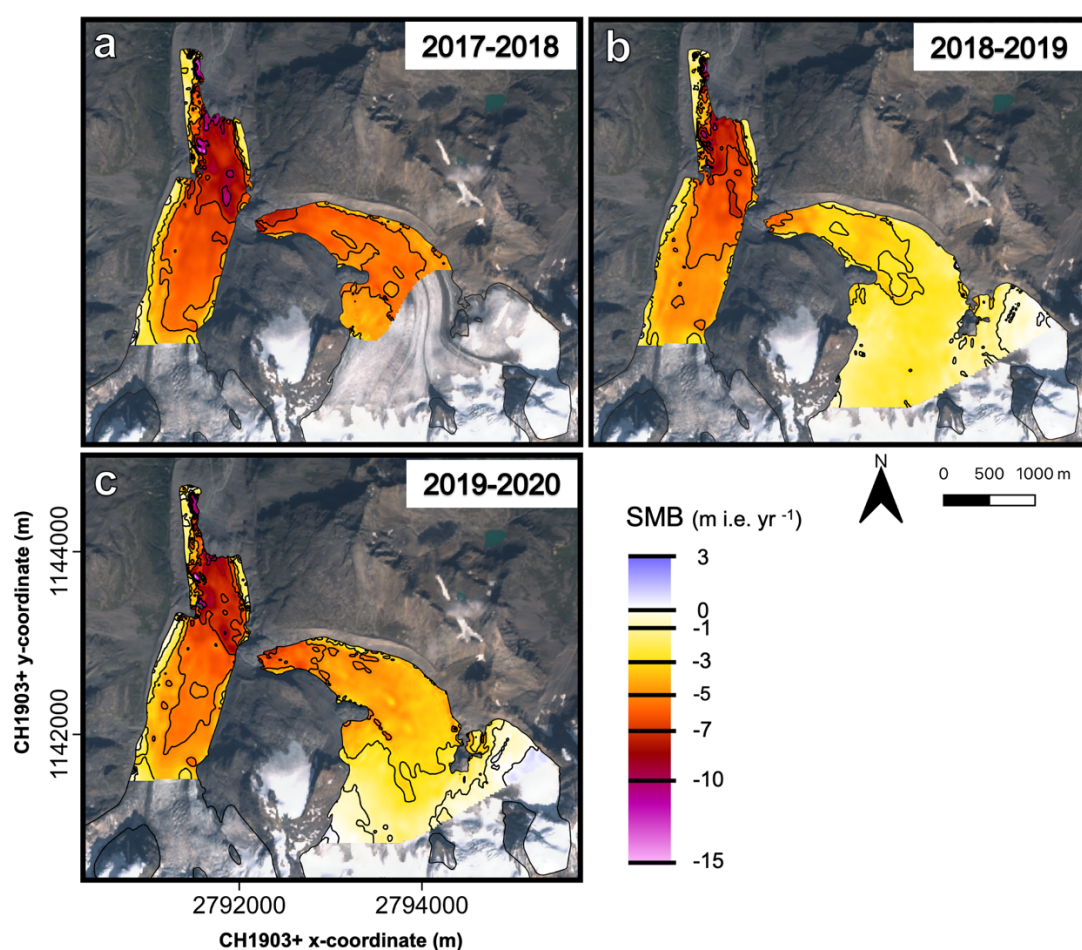 a
2017-2018
b
2018-2019
c
2019-2020
N
0 500 1000 m
SMB (m i.e. yr -1)
3
0
-1
-3
-5
-7
-10
-15
CH1903+ y-coordinate (m)
1144000
1142000
2792000 2794000
CH1903+ x-coordinate (m)